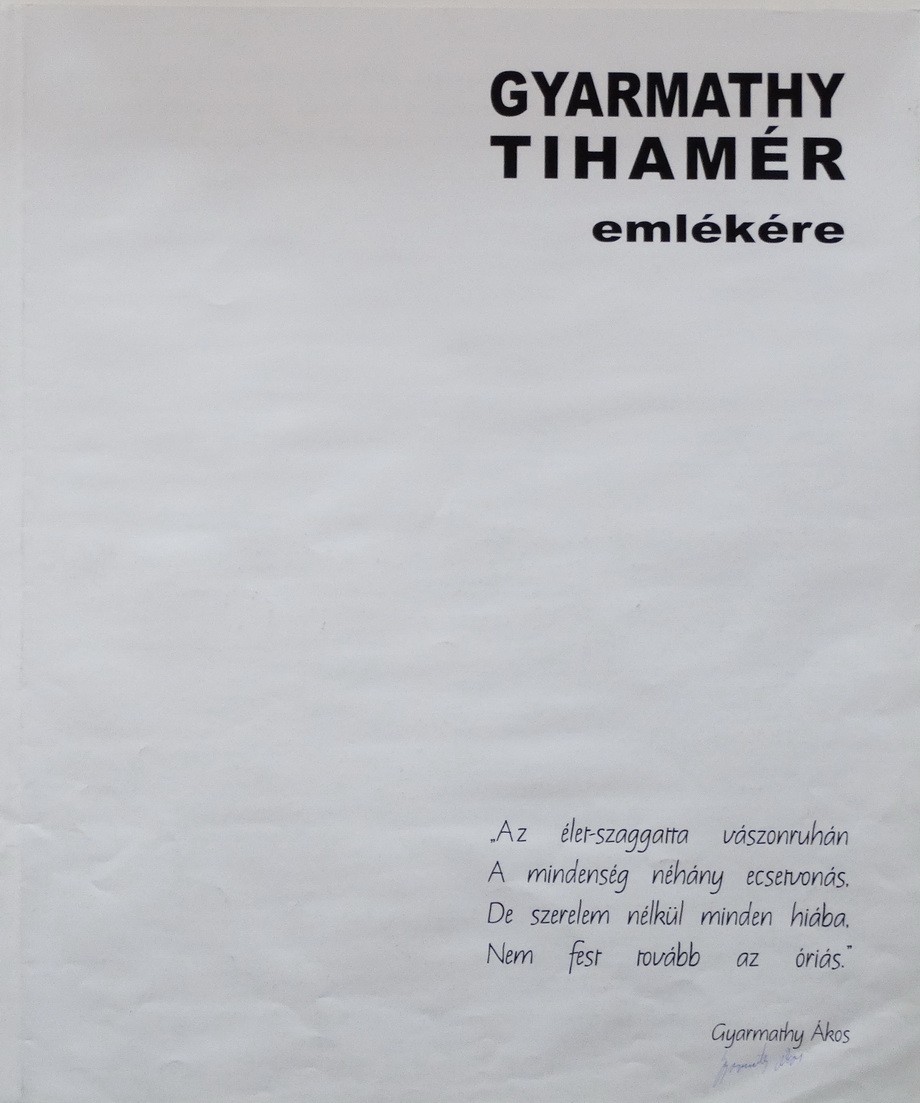 GYARMATHY
TIHAMÉR
emlékére
„Az élet-szaggatta vászonruhán
A mindenség néhány ecsetvonás.
De szerelem nélkül minden hiába.
Nem fest tovább az óriás.”
Gyarmathy Ákos